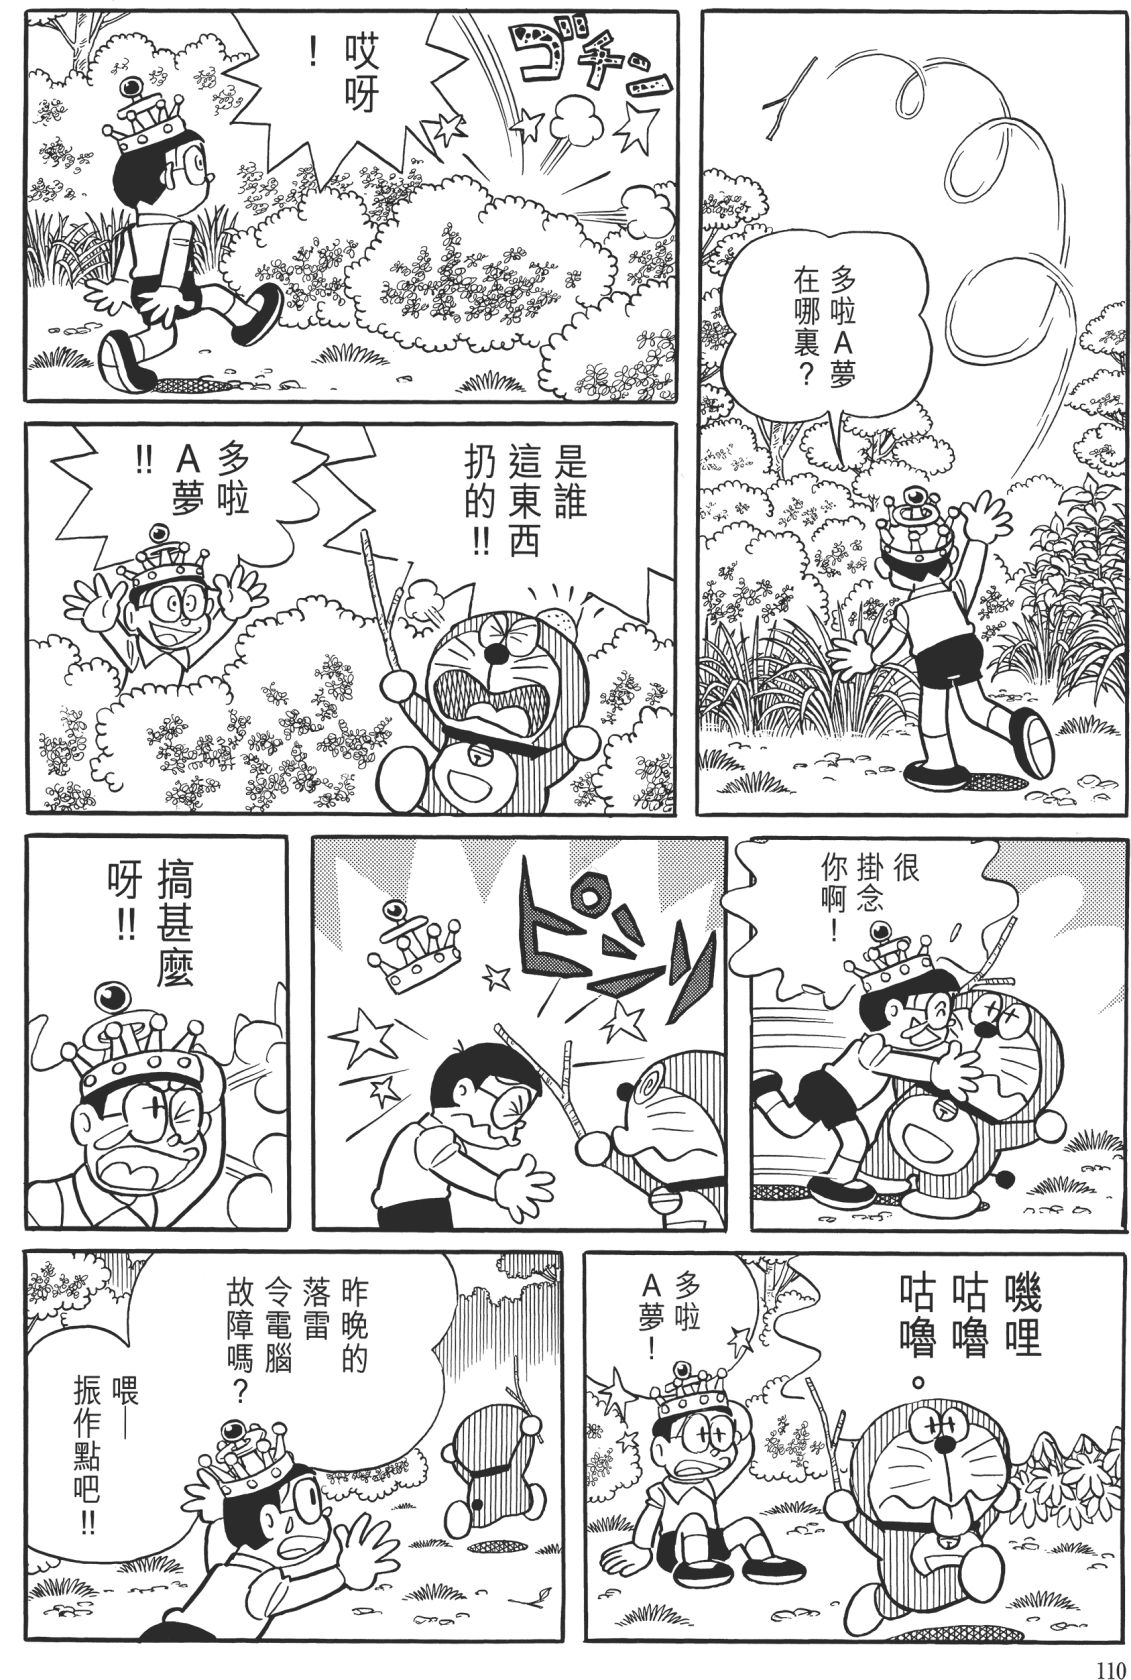 多啦A夢
在哪裏？
ゴチン
哎呀
！
是誰
這東西
扔的!!
多啦
A夢
!!
很
掛念
你啊！
ビシッ
搞甚麼
呀!!
嘰哩
咕嚕
咕嚕。
多啦
A夢！
昨晚的
落雷
令電腦
故障嗎？
喂—
振作點吧!!
110